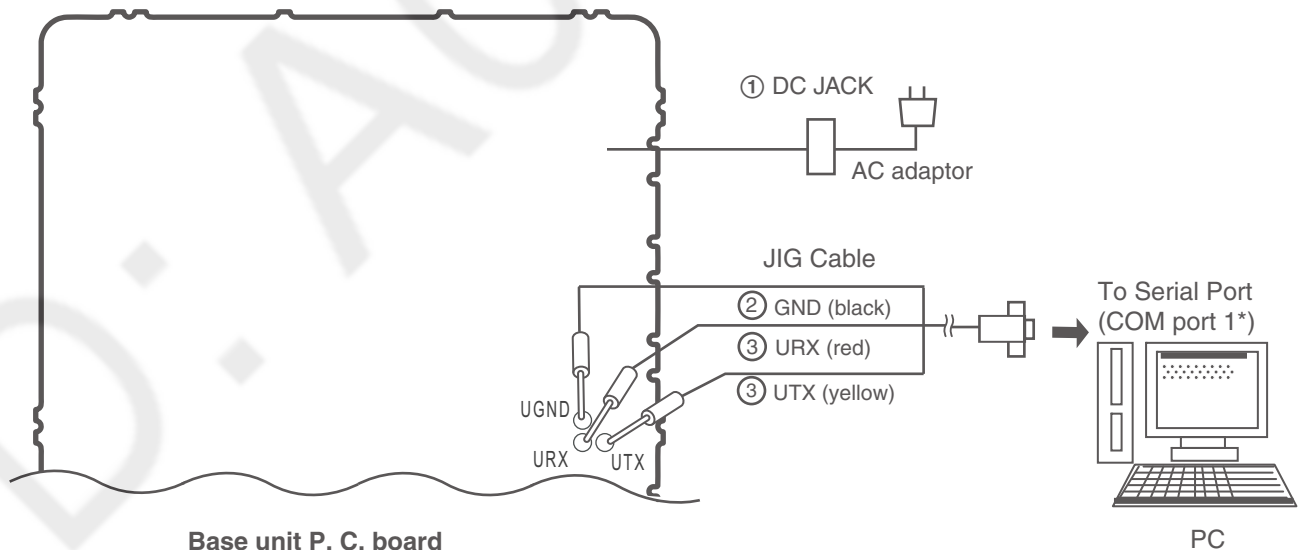 ① DC JACK
AC adaptor
JIG Cable
② GND (black)
③ URX (red)
③ UTX (yellow)
To Serial Port
(COM port 1*)
UGND
URX
UTX
Base unit P. C. board
PC